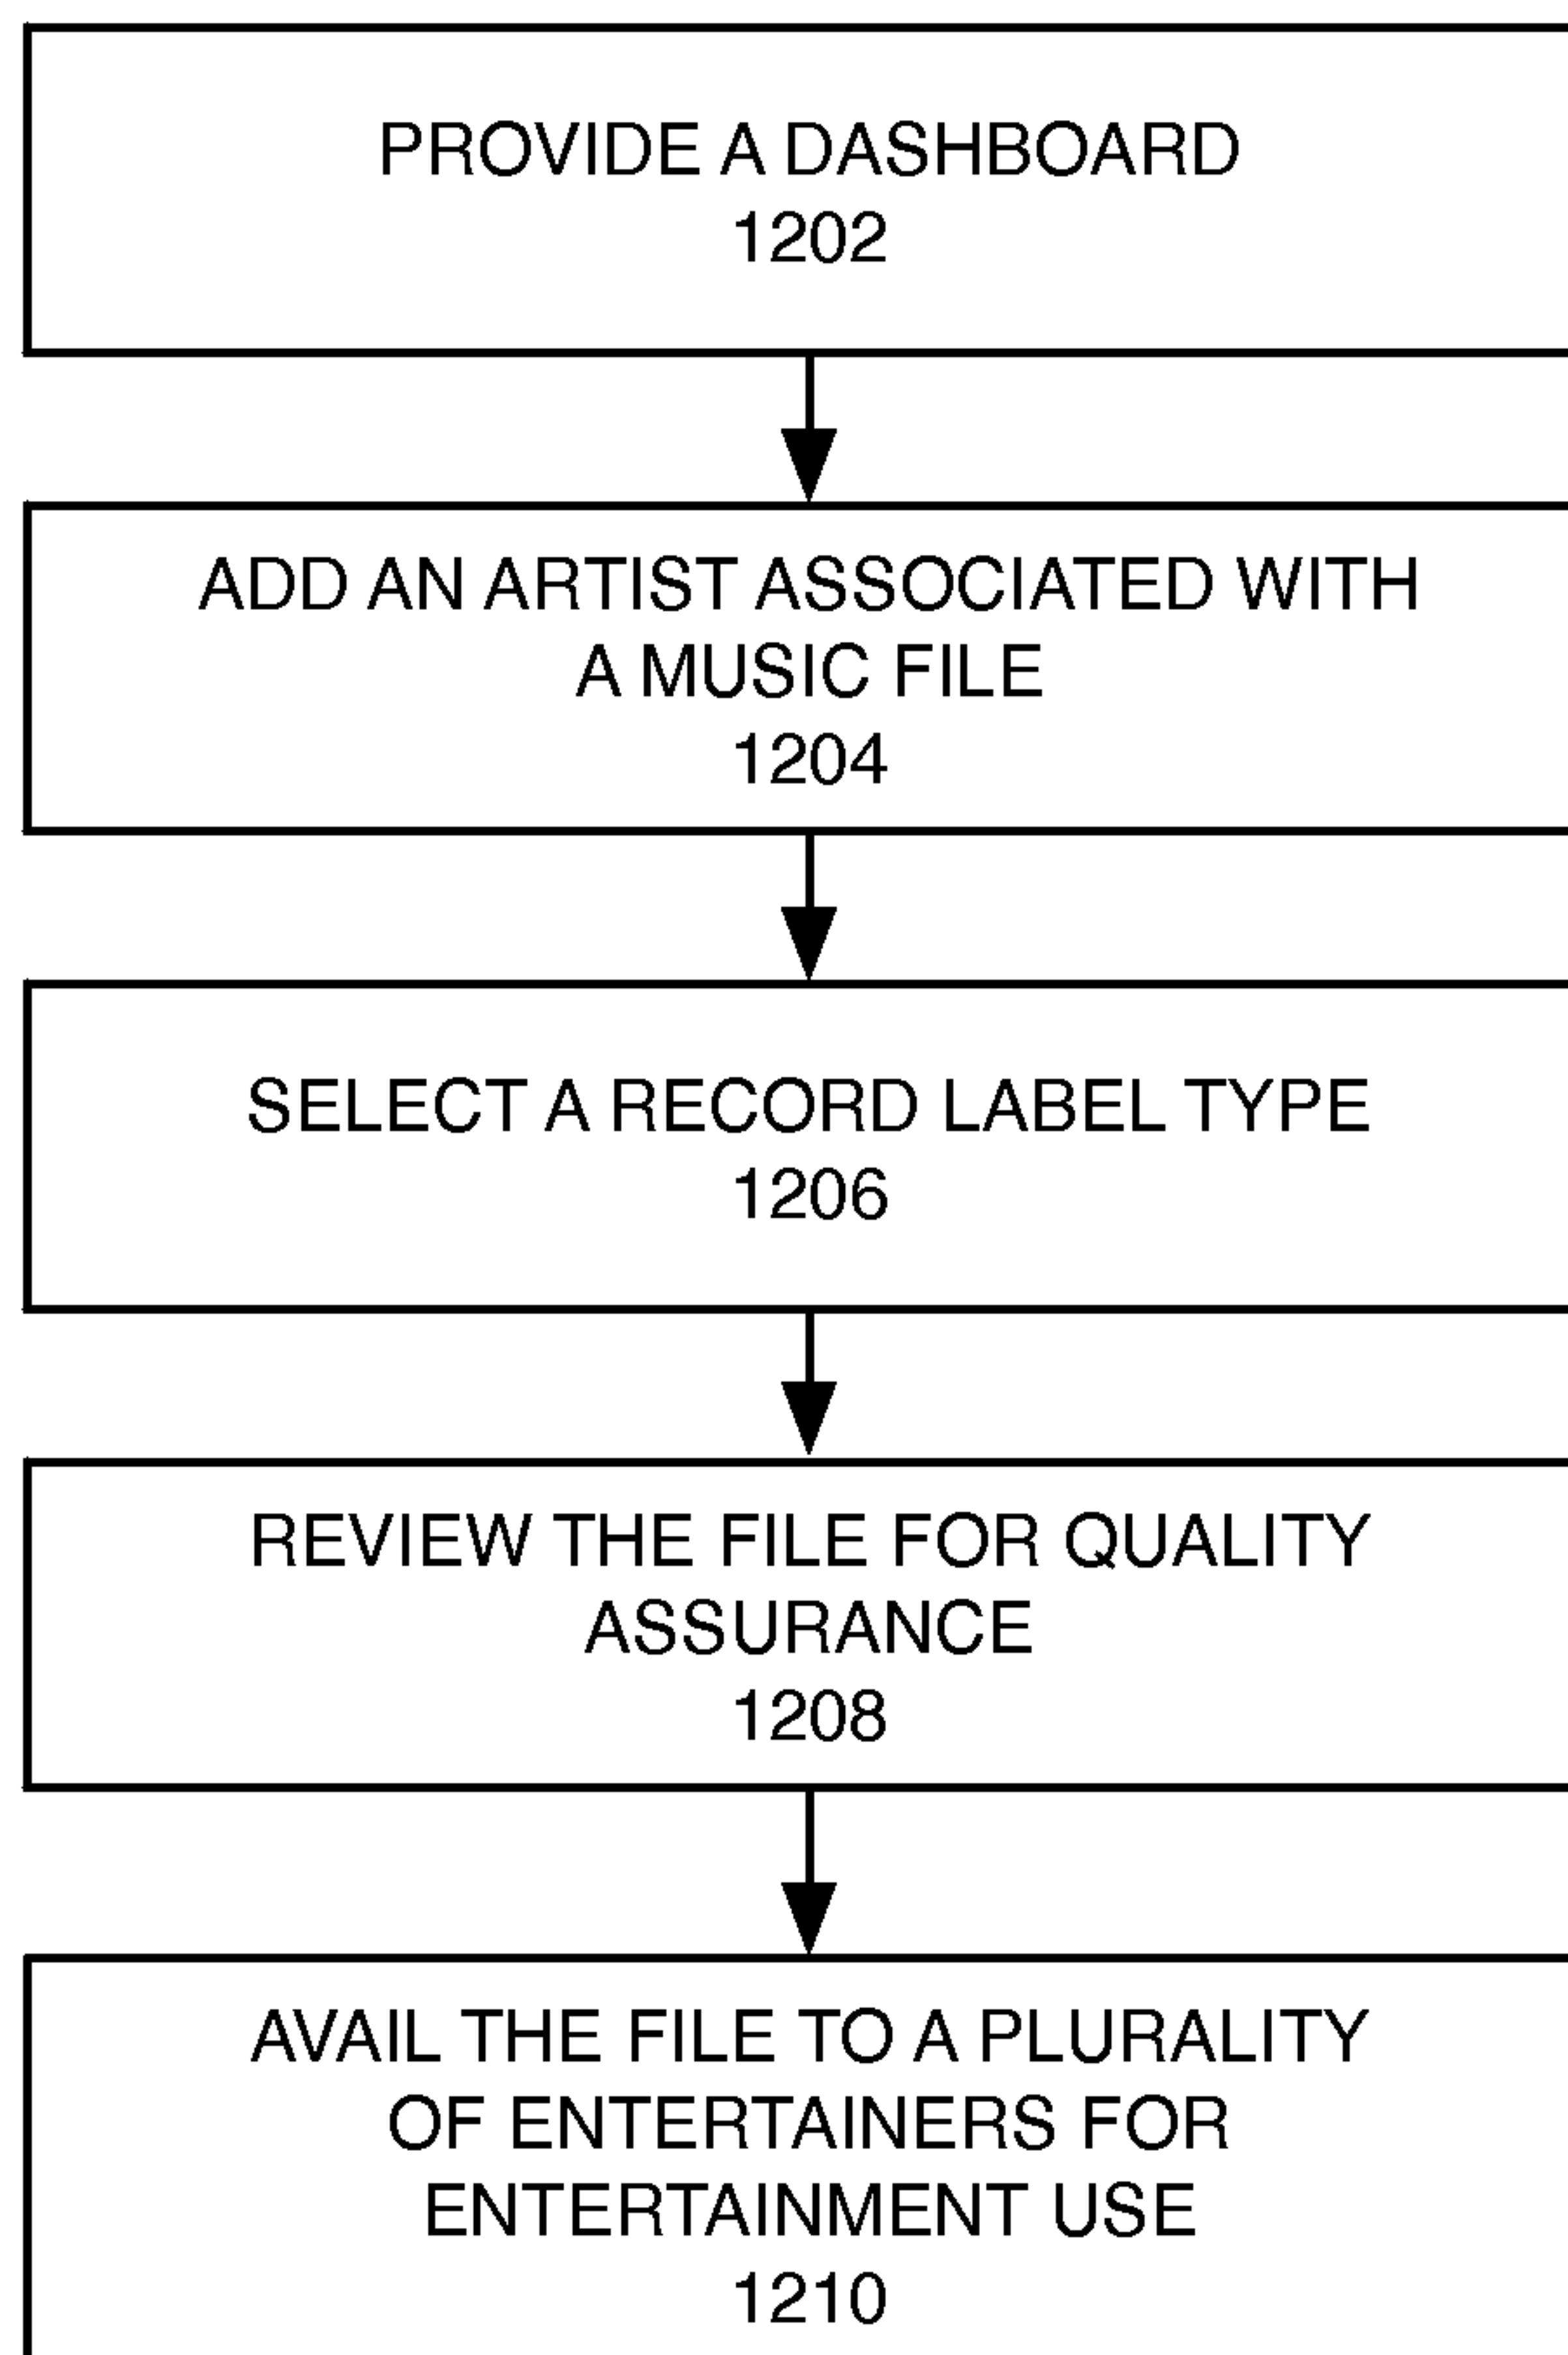 PROVIDE A DASHBOARD
1202
ADD AN ARTIST ASSOCIATED WITH
A MUSIC FILE
1204
SELECT A RECORD LABEL TYPE
1206
REVIEW THE FILE FOR QUALITY
ASSURANCE
1208
AVAIL THE FILE TO A PLURALITY
OF ENTERTAINERS FOR
ENTERTAINMENT USE
1210